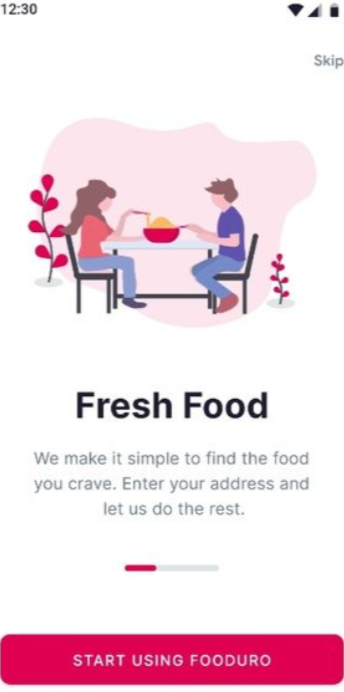 12:30
Skip
Fresh Food
We make it simple to find the food
you crave. Enter your address and
let us do the rest.
START USING FOODURO